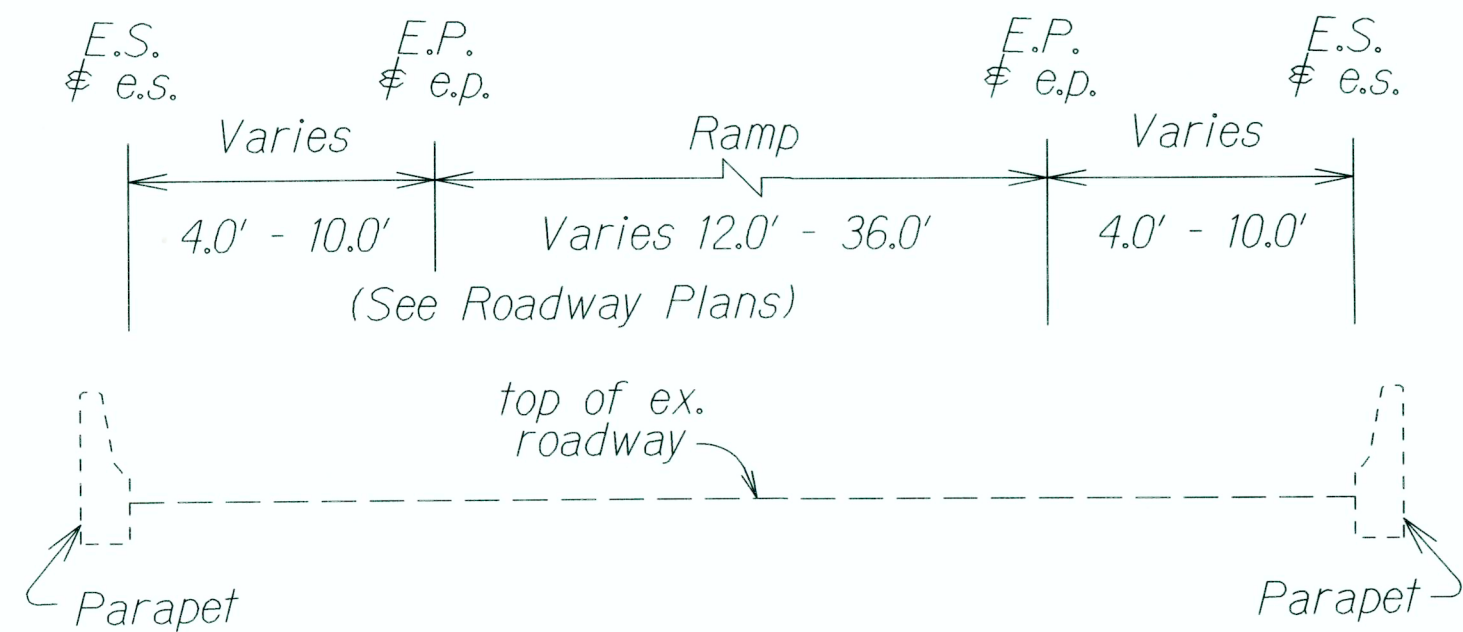 E.S.
& e.s.
E.P.
& e.p.
E.P.
& e.p.
E.S.
& e.s.
Varies
Ramp
Varies
4.0' - 10.0'
Varies 12.0' - 36.0'
4.0' - 10.0'
(See Roadway Plans)
top of ex.
roadway
Parapet
Parapet